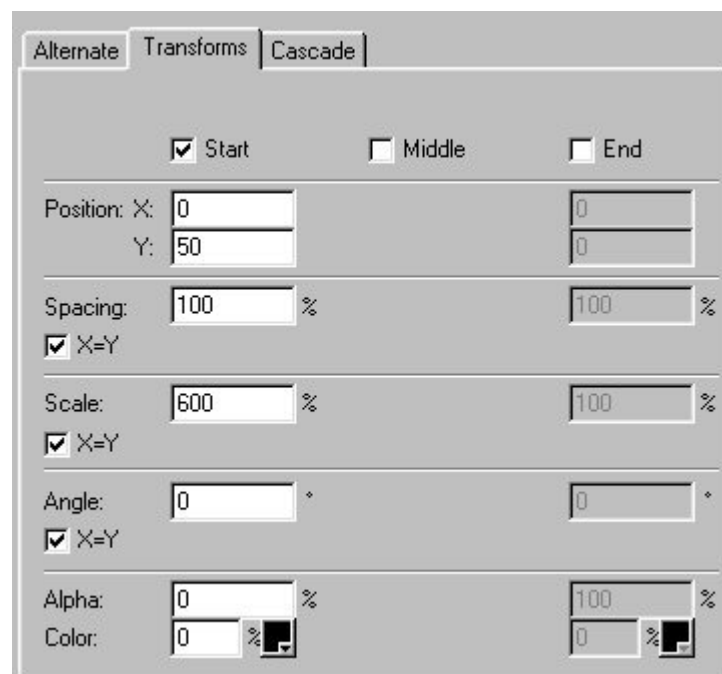 Alternate Transforms Cascade
Start Middle End
Position: X: 0 0
Y: 50 0
Spacing: 100 % 100 %
X=Y
Scale: 600 % 100 %
X=Y
Angle: 0 ° 0 °
X=Y
Alpha: 0 % 100 %
Color: 0 % 0 %